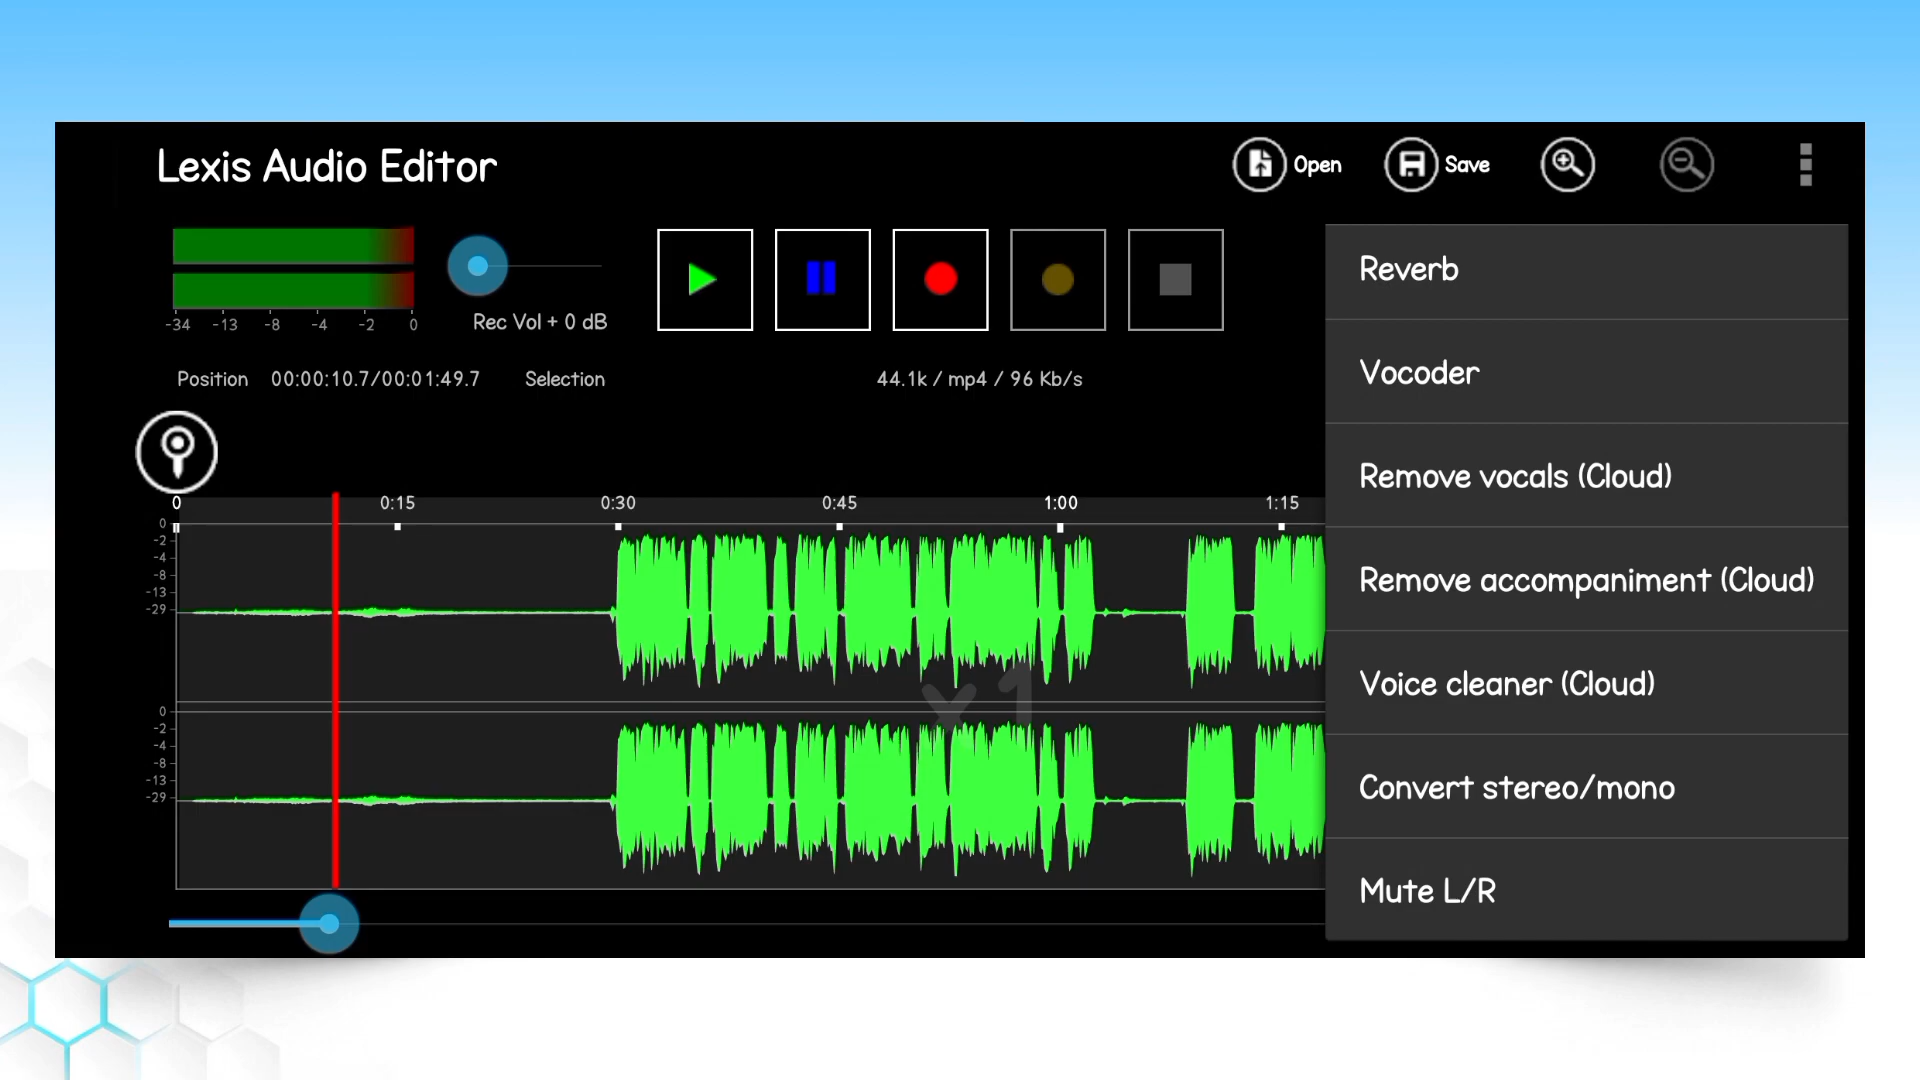 Lexis Audio Editor
Open
Save
-34 -13 -8 -4 -2 0
Rec Vol + 0 dB
Position 00:00:10.7/00:01:49.7 Selection 44.1k / mp4 / 96 Kb/s
0 0:15 0:30 0:45 1:00 1:15
0
-2
-4
-8
-13
-29
x1
0
-2
-4
-8
-13
-29
Reverb
Vocoder
Remove vocals (Cloud)
Remove accompaniment (Cloud)
Voice cleaner (Cloud)
Convert stereo/mono
Mute L/R